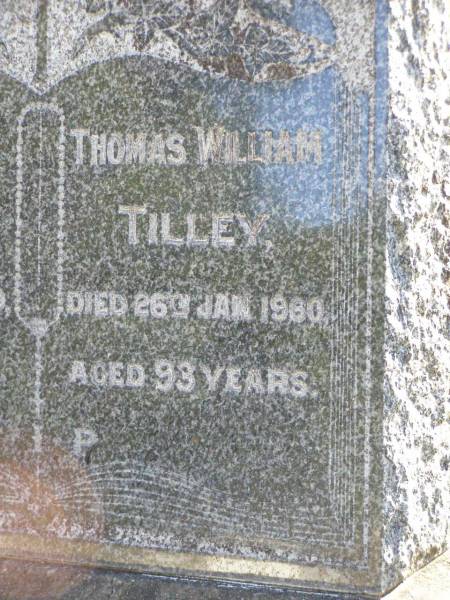 THOMAS WILLIAM
TILLEY,
DIED 26TH JAN 1960.
AGED 93 YEARS.
P